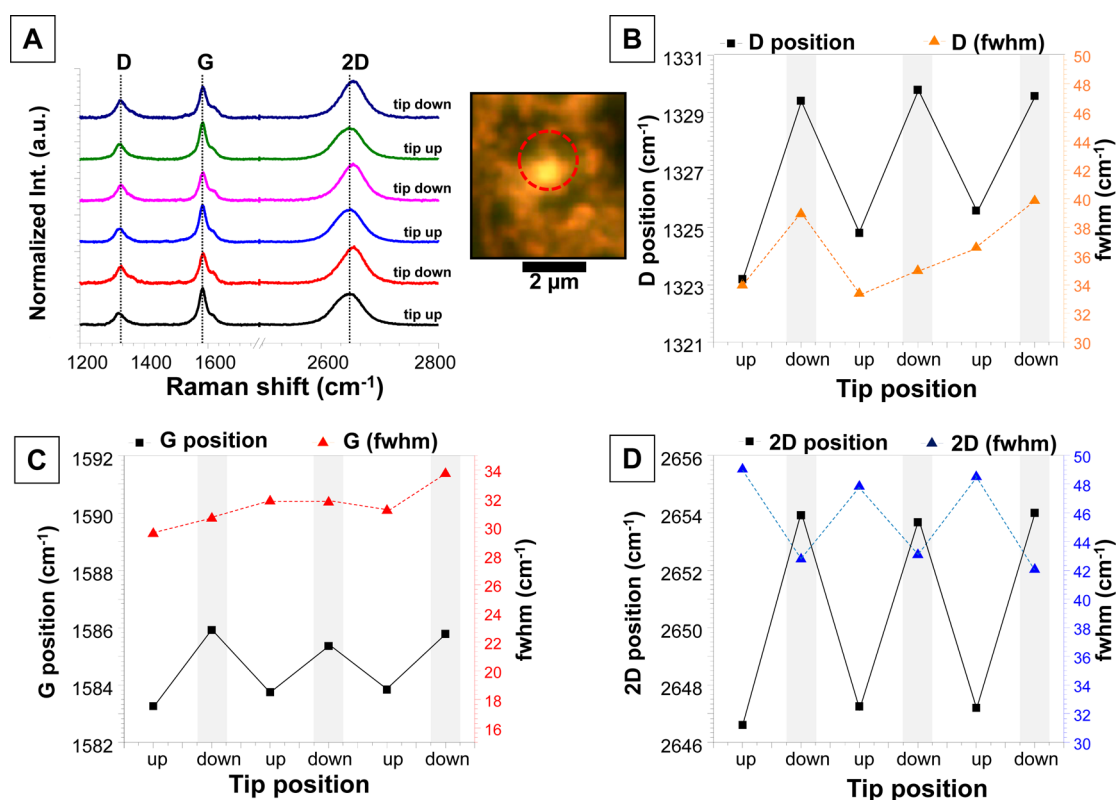 A
D G 2D
tip down
tip up
tip down
tip up
tip down
tip up
Normalized Int. (a.u.)
1200 1400 1600 2600 2800
Raman shift (cm⁻¹)
2 µm
B
D position D (fwhm)
1331
1329
1327
1325
1323
1321
D position (cm⁻¹)
50
48
46
44
42
40
38
36
34
32
30
fwhm (cm⁻¹)
up down up down up down
Tip position
C
G position G (fwhm)
1592
1590
1588
1586
1584
1582
G position (cm⁻¹)
34
32
30
28
26
24
22
20
18
16
fwhm (cm⁻¹)
up down up down up down
Tip position
D
2D position 2D (fwhm)
2656
2654
2652
2650
2648
2646
2D position (cm⁻¹)
50
48
46
44
42
40
38
36
34
32
30
fwhm (cm⁻¹)
up down up down up down
Tip position